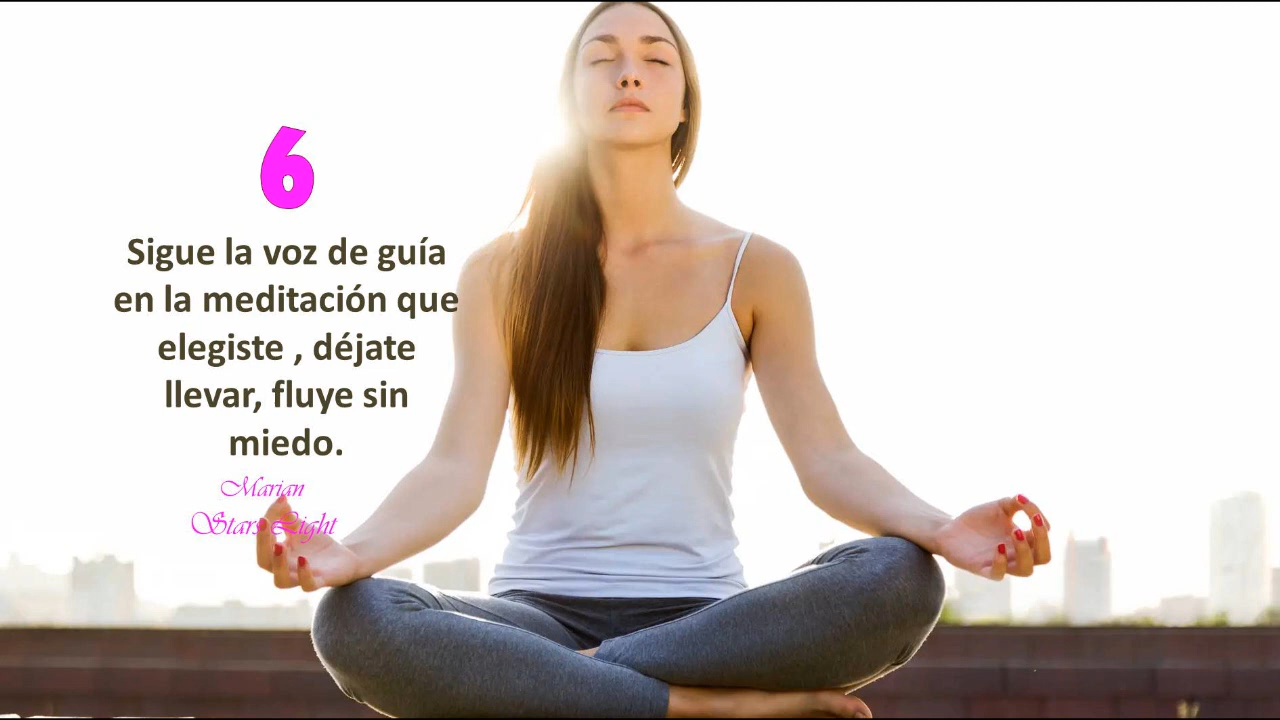 6
Sigue la voz de guía
en la meditación que
elegiste , déjate
llevar, fluye sin
miedo.
Marian
Stars Light